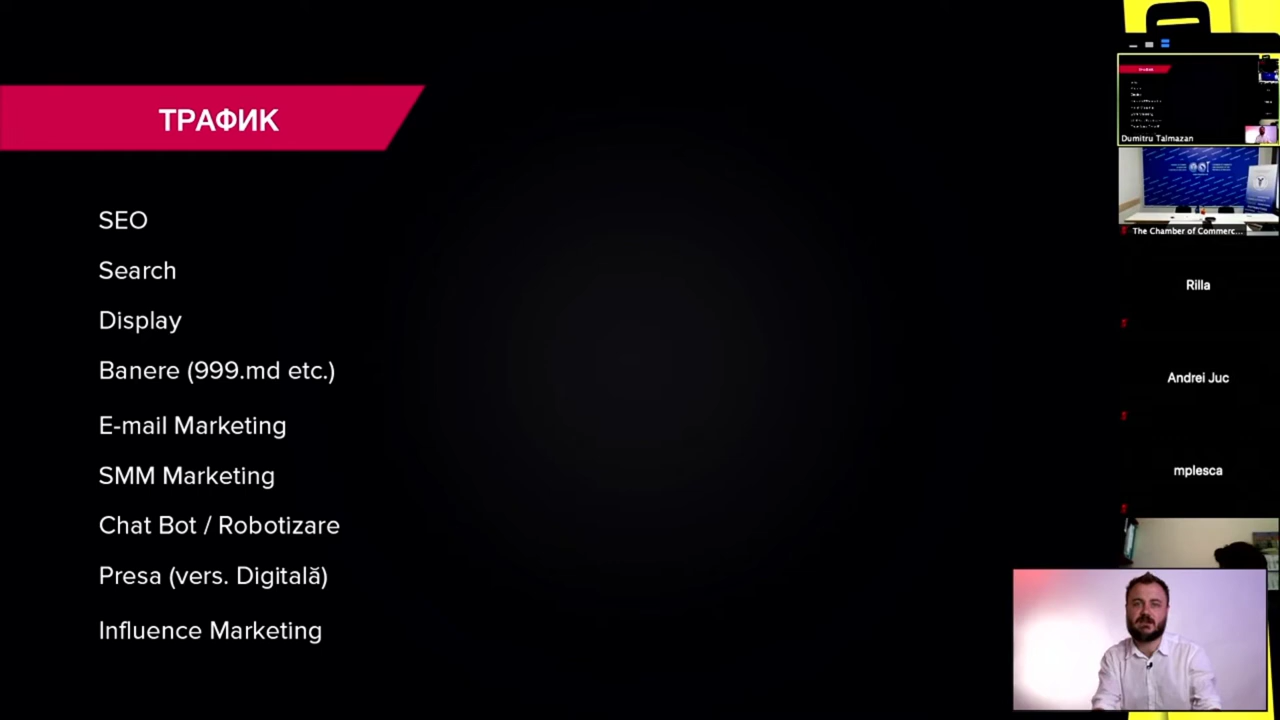 ТРАФИК
SEO
Search
Display
Banere (999.md etc.)
E-mail Marketing
SMM Marketing
Chat Bot / Robotizare
Presa (vers. Digitală)
Influence Marketing
Dumitru Talmazan
The Chamber of Commerc...
Rilla
Andrei Juc
mplesca